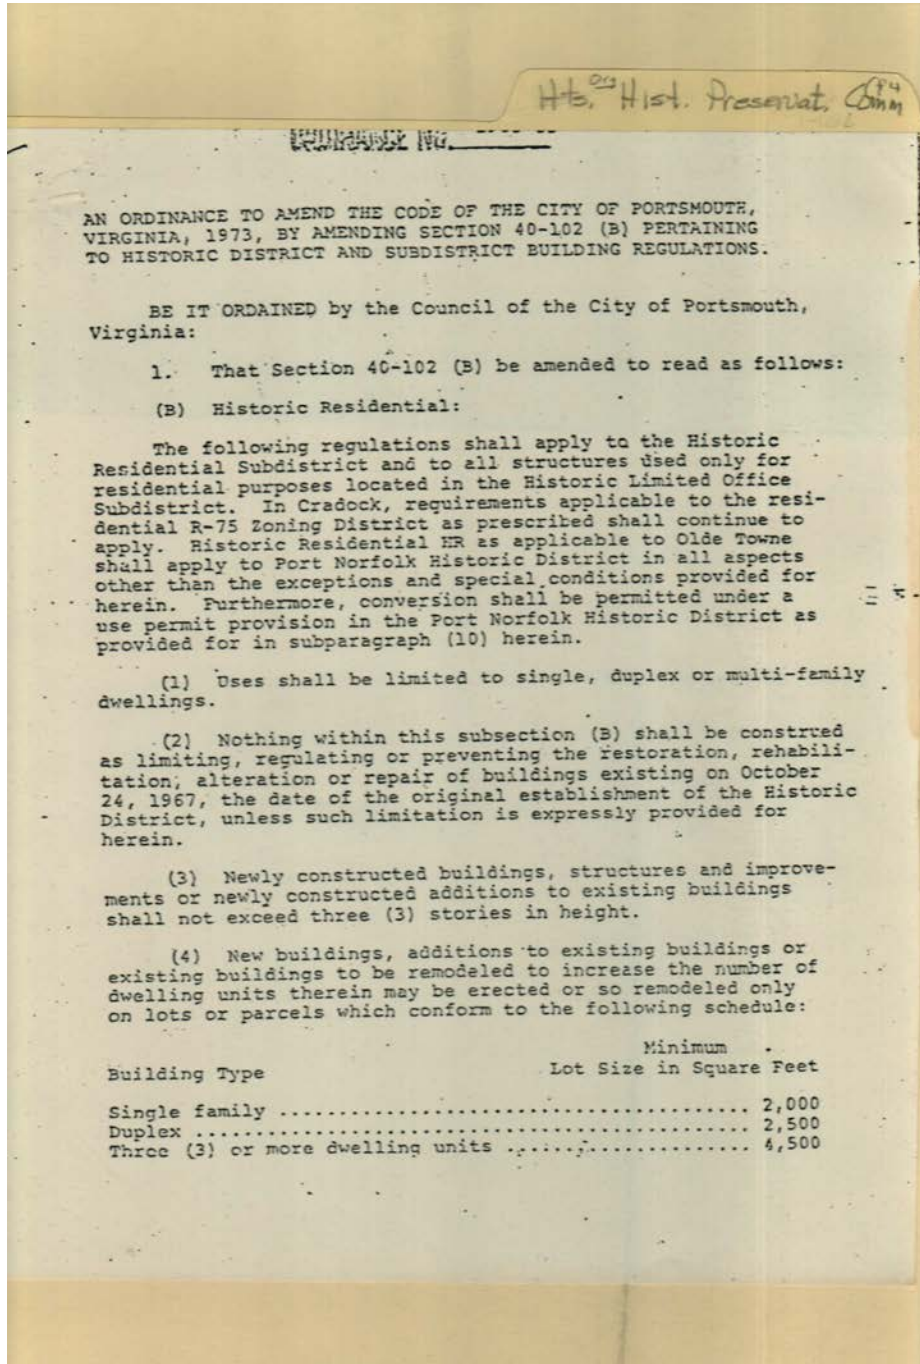 Hts. Org Hist. Preservat. Comm
ORDINANCE NO.
AN ORDINANCE TO AMEND THE CODE OF THE CITY OF PORTSMOUTH,
VIRGINIA, 1973, BY AMENDING SECTION 40-102 (B) PERTAINING
TO HISTORIC DISTRICT AND SUBDISTRICT BUILDING REGULATIONS.
BE IT ORDAINED by the Council of the City of Portsmouth,
Virginia:
1. That Section 40-102 (B) be amended to read as follows:
(B) Historic Residential:
The following regulations shall apply to the Historic
Residential Subdistrict and to all structures used only for
residential purposes located in the Historic Limited Office
Subdistrict. In Cradock, requirements applicable to the resi-
dential R-75 Zoning District as prescribed shall continue to
apply. Historic Residential HR as applicable to Olde Towne
shall apply to Port Norfolk Historic District in all aspects
other than the exceptions and special conditions provided for
herein. Furthermore, conversion shall be permitted under a
use permit provision in the Port Norfolk Historic District as
provided for in subparagraph (10) herein.
(1) Uses shall be limited to single, duplex or multi-family
dwellings.
(2) Nothing within this subsection (B) shall be construed
as limiting, regulating or preventing the restoration, rehabili-
tation, alteration or repair of buildings existing on October
24, 1967, the date of the original establishment of the Historic
District, unless such limitation is expressly provided for
herein.
(3) Newly constructed buildings, structures and improve-
ments or newly constructed additions to existing buildings
shall not exceed three (3) stories in height.
(4) New buildings, additions to existing buildings or
existing buildings to be remodeled to increase the number of
dwelling units therein may be erected or so remodeled only
on lots or parcels which conform to the following schedule:
Minimum
Building Type Lot Size in Square Feet
Single family ............................................. 2,000
Duplex ..................................................... 2,500
Three (3) or more dwelling units ....................... 4,500